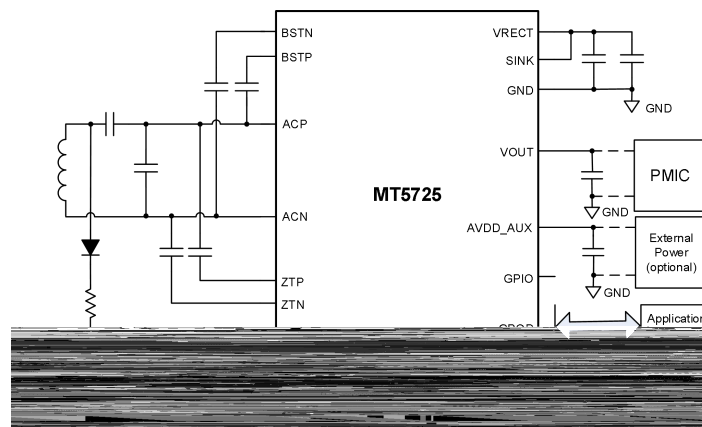 BSTN
BSTP
ACP
ACN
ZTP
ZTN
MT5725
VRECT
SINK
GND
GND
VOUT
PMIC
GND
AVDD_AUX
External
Power
(optional)
GPIO
GND
Application